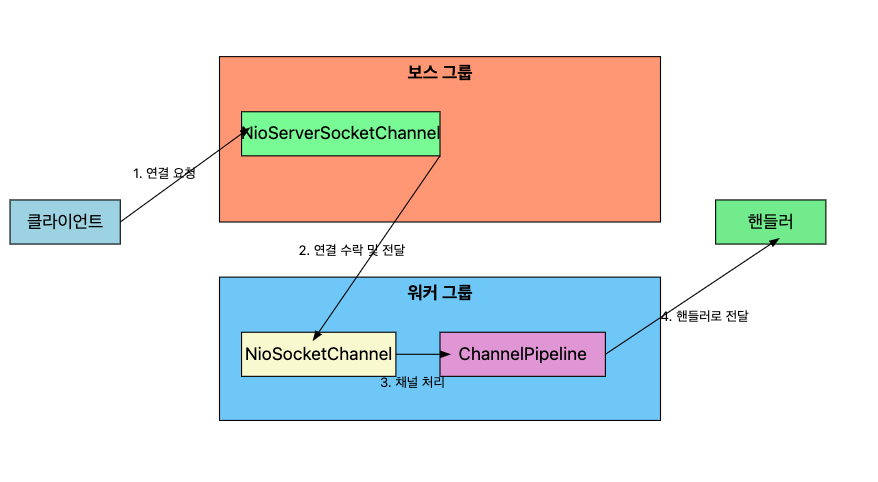 보스 그룹
NioServerSocketChannel
1. 연결 요청
클라이언트
핸들러
2. 연결 수락 및 전달
워커 그룹
4. 핸들러로 전달
NioSocketChannel
ChannelPipeline
3. 채널 처리